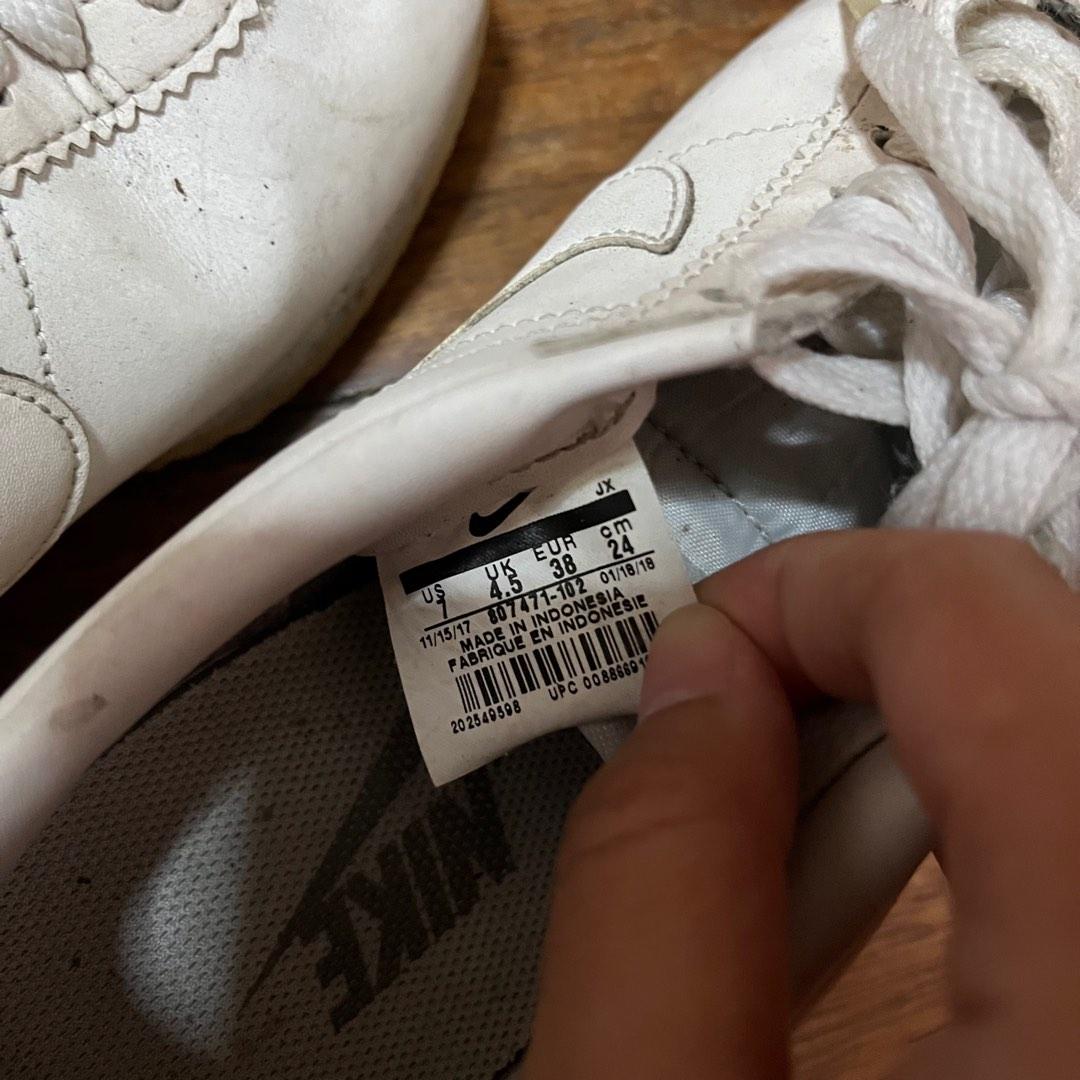 JX
US UK EUR cm
7 4.5 38 24
11/15/17 807471-102 01/18/18
MADE IN INDONESIA
FABRIQUE EN INDONESIE
202549598 UPC
NIKE